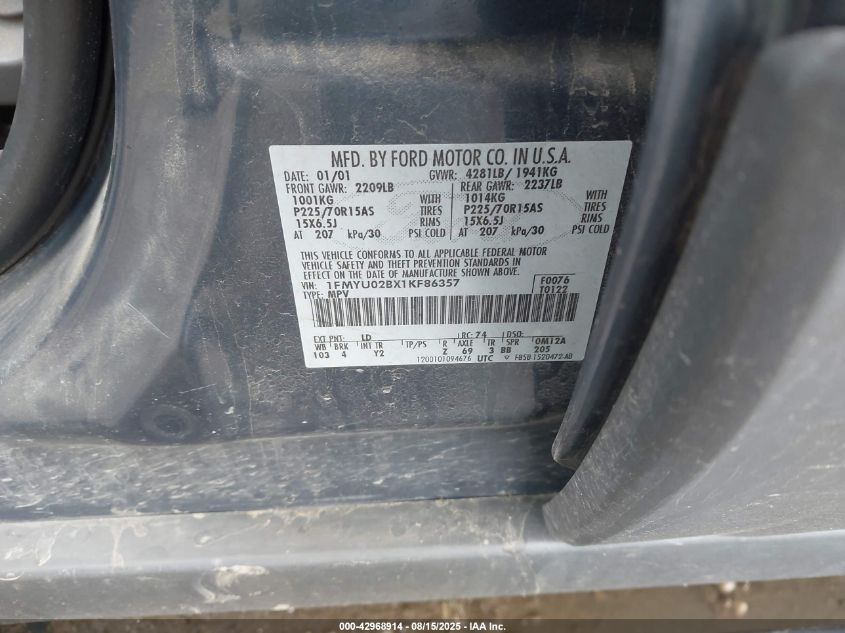 MFD. BY FORD MOTOR CO. IN U.S.A.
DATE: 01/01 GVWR: 4281LB/ 1941KG
FRONT GAWR: 2209LB REAR GAWR: 2237LB
1001KG WITH 1014KG WITH
P225/70R15AS TIRES P225/70R15AS TIRES
15X6.5J RIMS 15X6.5J RIMS
AT 207 kPa/30 PSI COLD AT 207 kPa/30 PSI COLD
THIS VEHICLE CONFORMS TO ALL APPLICABLE FEDERAL MOTOR
VEHICLE SAFETY AND THEFT PREVENTION STANDARDS IN
EFFECT ON THE DATE OF MANUFACTURE SHOWN ABOVE.
VIN: 1FMYU02BX1KF86357 F0076
TYPE: MPV T0122
EXT PNT: LD RC: 74 DSO:
WB BRK INT TR TP/PS R AXLE TR SPR 0M12A
103 4 Y2 Z 69 3 BB 205
1200101094676 UTC F85B-1520472-AB
000-42968914 - 08/15/2025 - IAA Inc.